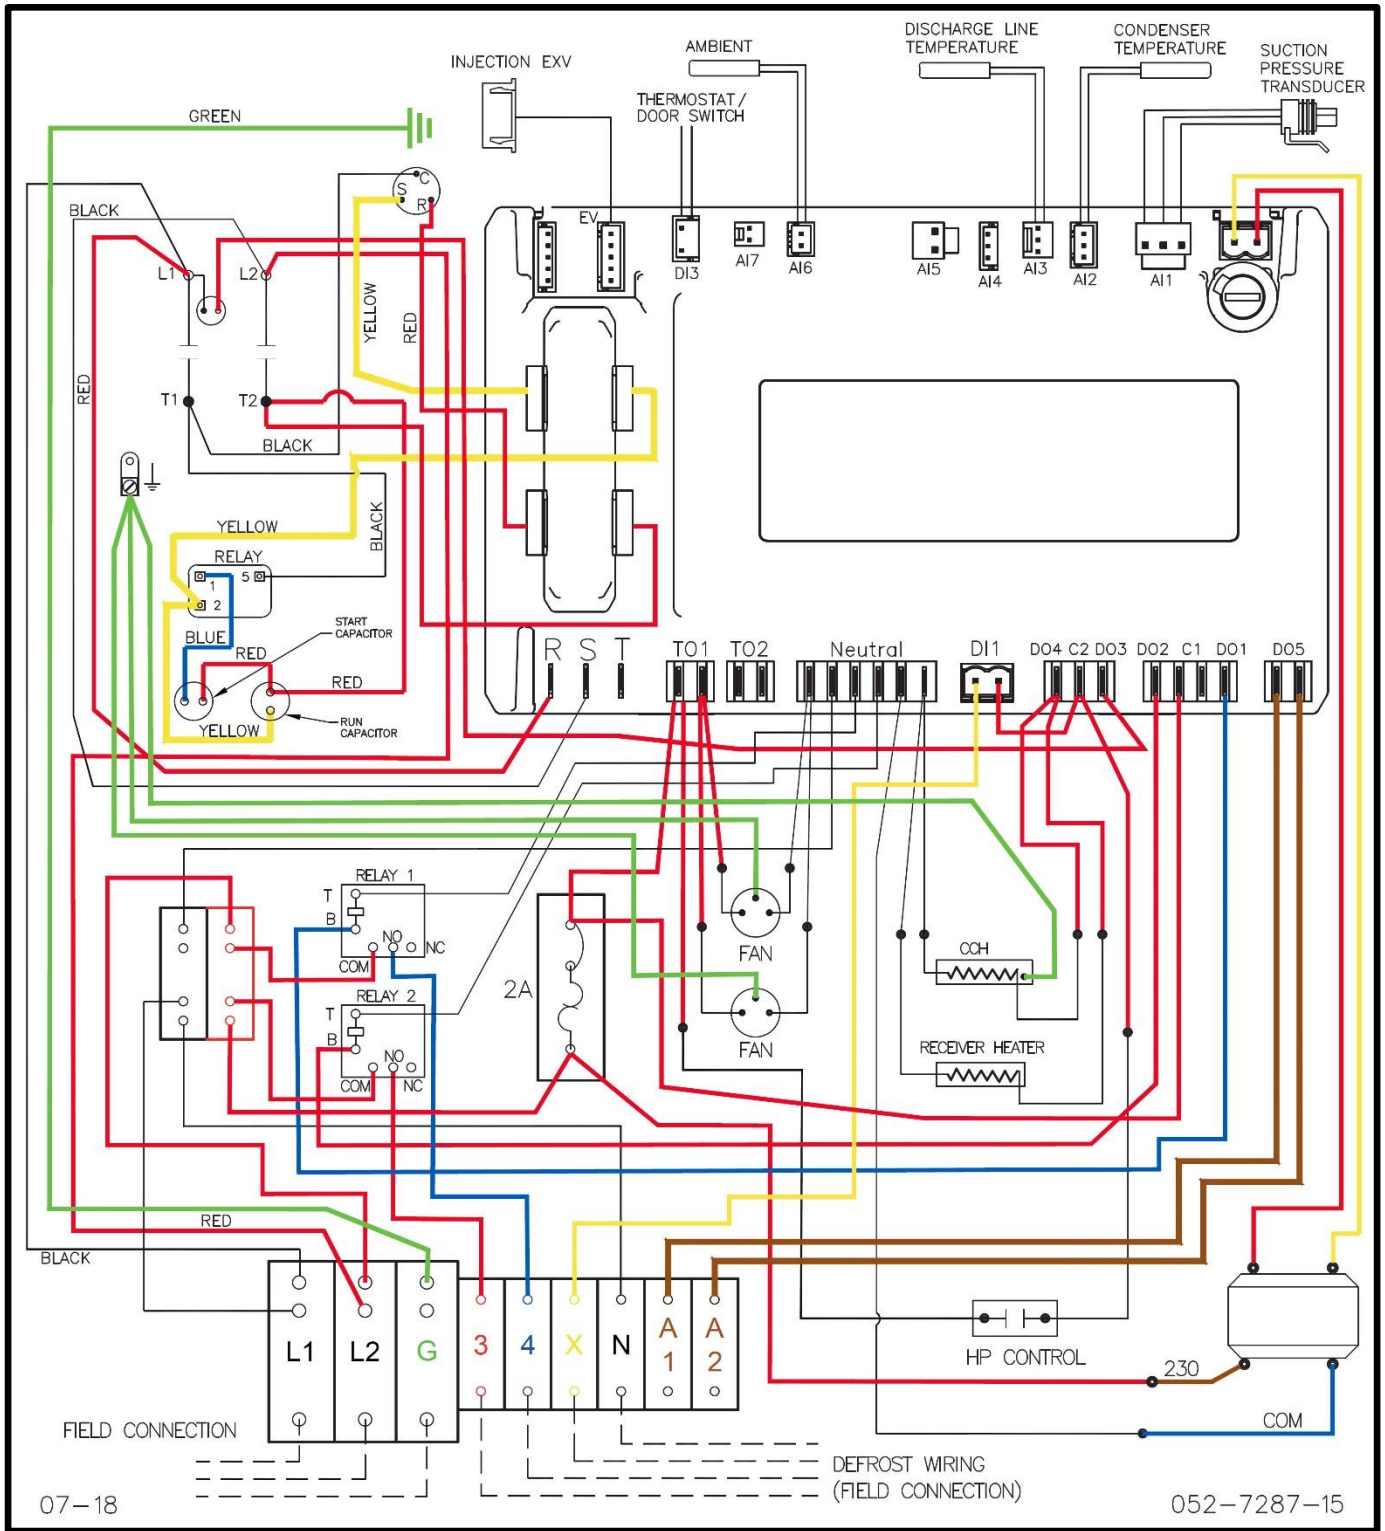 DISCHARGE LINE
TEMPERATURE
CONDENSER
TEMPERATURE
AMBIENT
SUCTION
PRESSURE
TRANSDUCER
INJECTION EXV
THERMOSTAT/
DOOR SWITCH
GREEN
C
S
R
BLACK
EV
DI3
AI7
AI6
AI5
AI4
AI3
AI2
AI1
L1
L2
YELLOW
RED
RED
T1
T2
BLACK
BLACK
YELLOW
RELAY
1
5
2
START
CAPACITOR
BLUE
RED
RED
RUN
CAPACITOR
YELLOW
R S T
TO1
TO2
Neutral
DI1
DO4 C2 DO3
DO2 C1 DO1
DO5
RELAY 1
T
B
NO
NC
COM
FAN
CCH
2A
RELAY 2
T
B
NO
COM
NC
FAN
RECEIVER HEATER
RED
BLACK
L1
L2
G
3
4
X
N
A
1
A
2
HP CONTROL
230
COM
FIELD CONNECTION
DEFROST WIRING
(FIELD CONNECTION)
07-18
052-7287-15